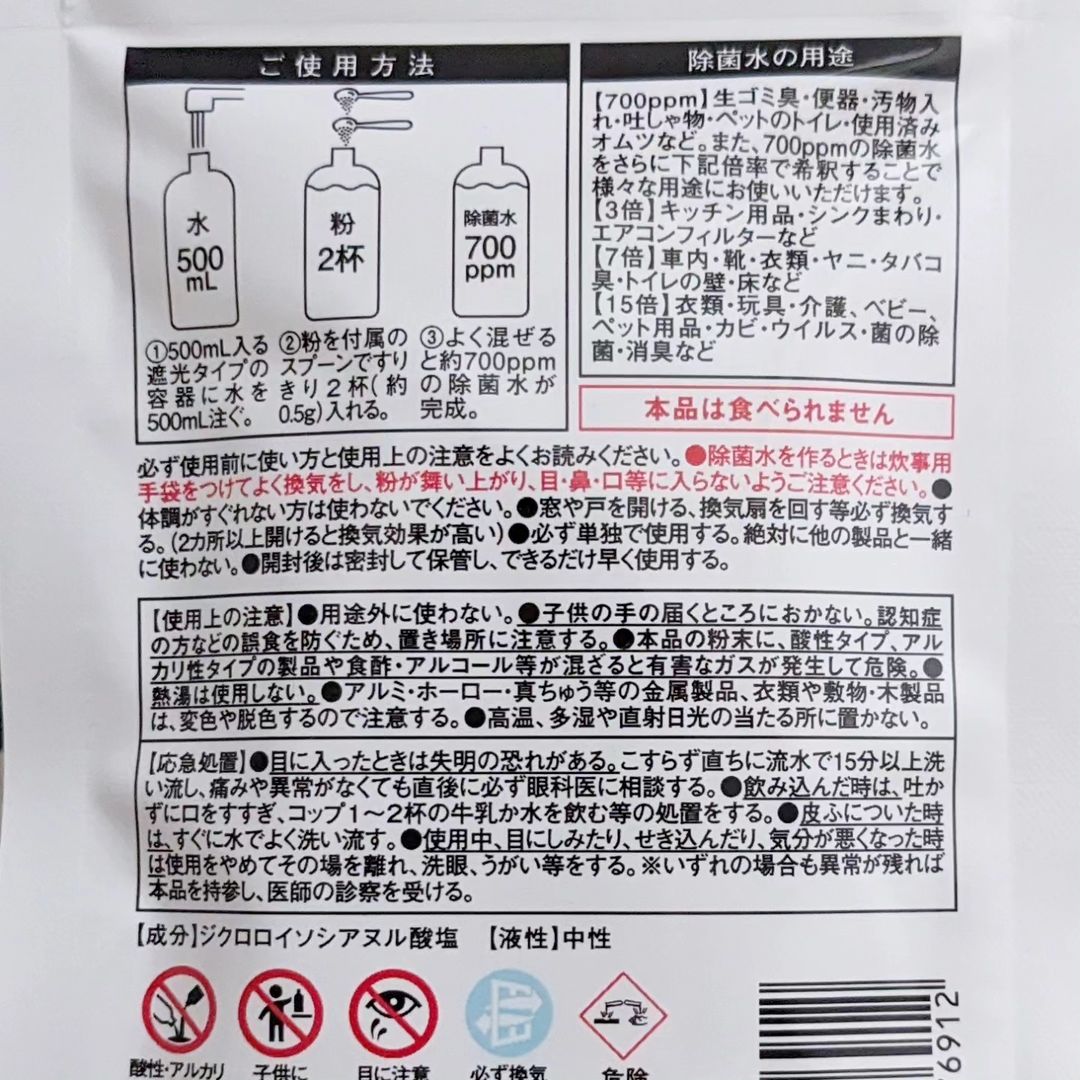 ご使用方法
水
500
mL
粉
2杯
除菌水
700
ppm
①500mL入る
遮光タイプの
容器に水を
500mL注ぐ。
②粉を付属の
スプーンですり
きり2杯(約
0.5g)入れる。
③よく混ぜる
と約700ppm
の除菌水が
完成。
除菌水の用途
【700ppm】生ゴミ臭・便器・汚物入
れ・吐しゃ物・ペットのトイレ・使用済み
オムツなど。また、700ppmの除菌水
をさらに下記倍率で希釈することで
様々な用途にお使いいただけます。
【3倍】キッチン用品・シンクまわり・
エアコンフィルターなど
【7倍】車内・靴・衣類・ヤニ・タバコ
臭・トイレの壁・床など
【15倍】衣類・玩具・介護、ベビー、
ペット用品・カビ・ウイルス・菌の除
菌・消臭など
本品は食べられません
必ず使用前に使い方と使用上の注意をよくお読みください。●除菌水を作るときは炊事用
手袋をつけてよく換気をし、粉が舞い上がり、目・鼻・口等に入らないようご注意ください。●
体調がすぐれない方は使わないでください。●窓や戸を開ける、換気扇を回す等必ず換気す
る。(2カ所以上開けると換気効果が高い)●必ず単独で使用する。絶対に他の製品と一緒
に使わない。●開封後は密封して保管し、できるだけ早く使用する。
【使用上の注意】●用途外に使わない。●子供の手の届くところにおかない。認知症
の方などの誤食を防ぐため、置き場所に注意する。●本品の粉末に、酸性タイプ、アル
カリ性タイプの製品や食酢・アルコール等が混ざると有害なガスが発生して危険。●
熱湯は使用しない。●アルミ・ホーロー・真ちゅう等の金属製品、衣類や敷物・木製品
は、変色や脱色するので注意する。●高温、多湿や直射日光の当たる所に置かない。
【応急処置】●目に入ったときは失明の恐れがある。こすらず直ちに流水で15分以上洗
い流し、痛みや異常がなくても直後に必ず眼科医に相談する。●飲み込んだ時は、吐か
ずに口をすすぎ、コップ1〜2杯の牛乳か水を飲む等の処置をする。●皮ふについた時
は、すぐに水でよく洗い流す。●使用中、目にしみたり、せき込んだり、気分が悪くなった時
は使用をやめてその場を離れ、洗眼、うがい等をする。※いずれの場合も異常が残れば
本品を持参し、医師の診察を受ける。
【成分】ジクロロイソシアヌル酸塩 【液性】中性
酸性・アルカリ
子供に
目に注意
必ず換気
危険
6912